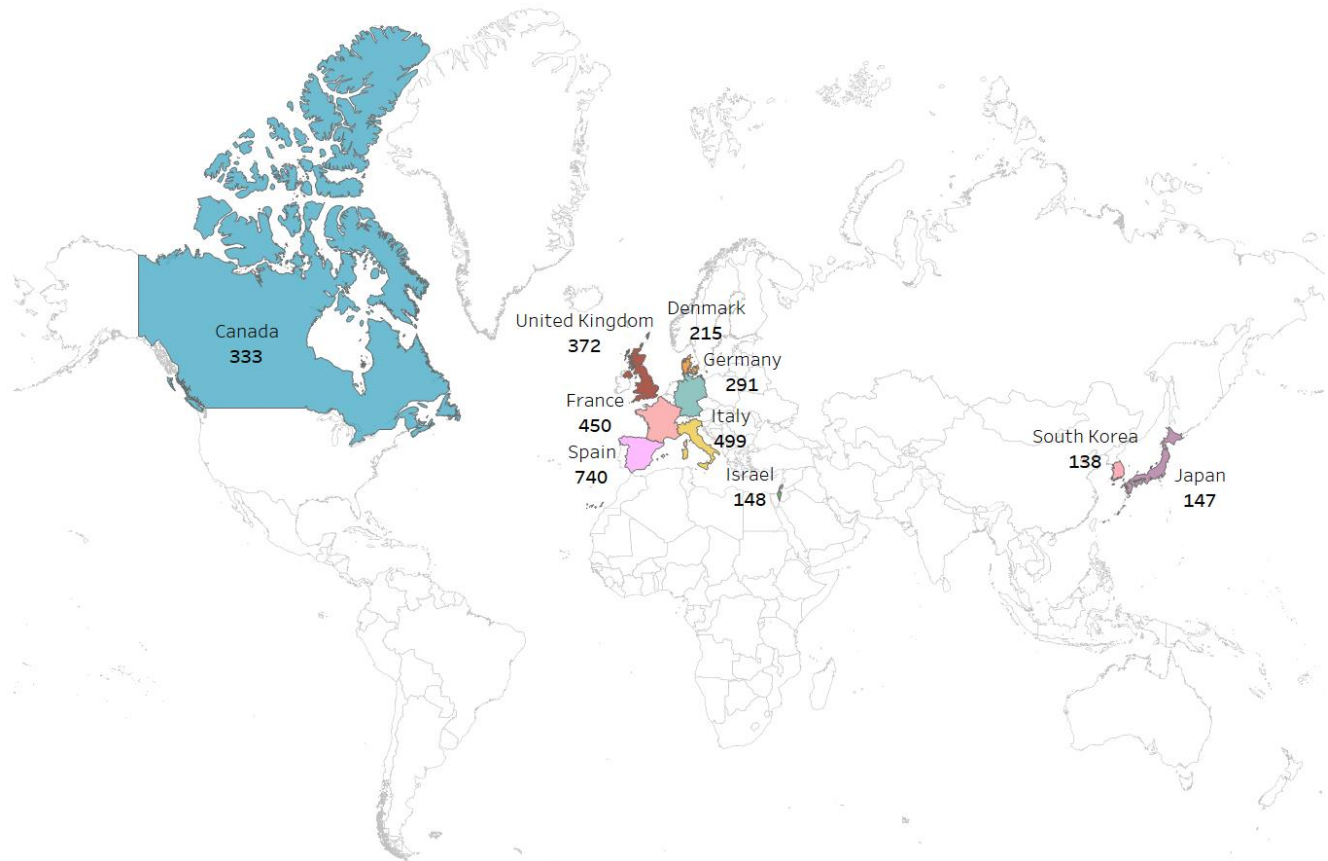 Canada
333
United Kingdom
372
Denmark
215
Germany
291
France
450
Italy
499
Spain
740
Israel
148
South Korea
138
Japan
147